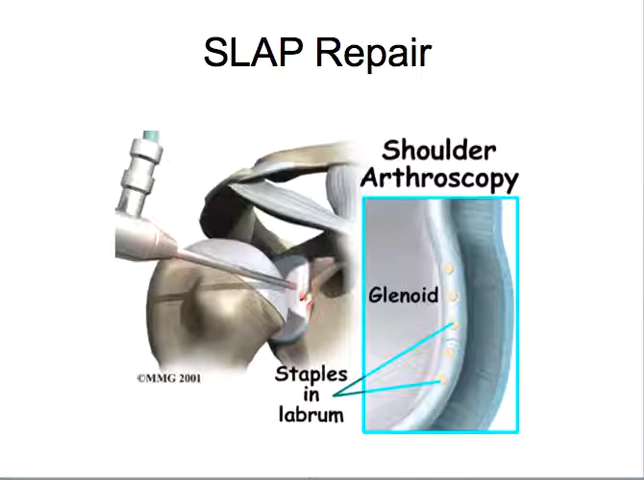 SLAP Repair
Shoulder
Arthroscopy
Glenoid
Staples
in
labrum
©MMG 2001